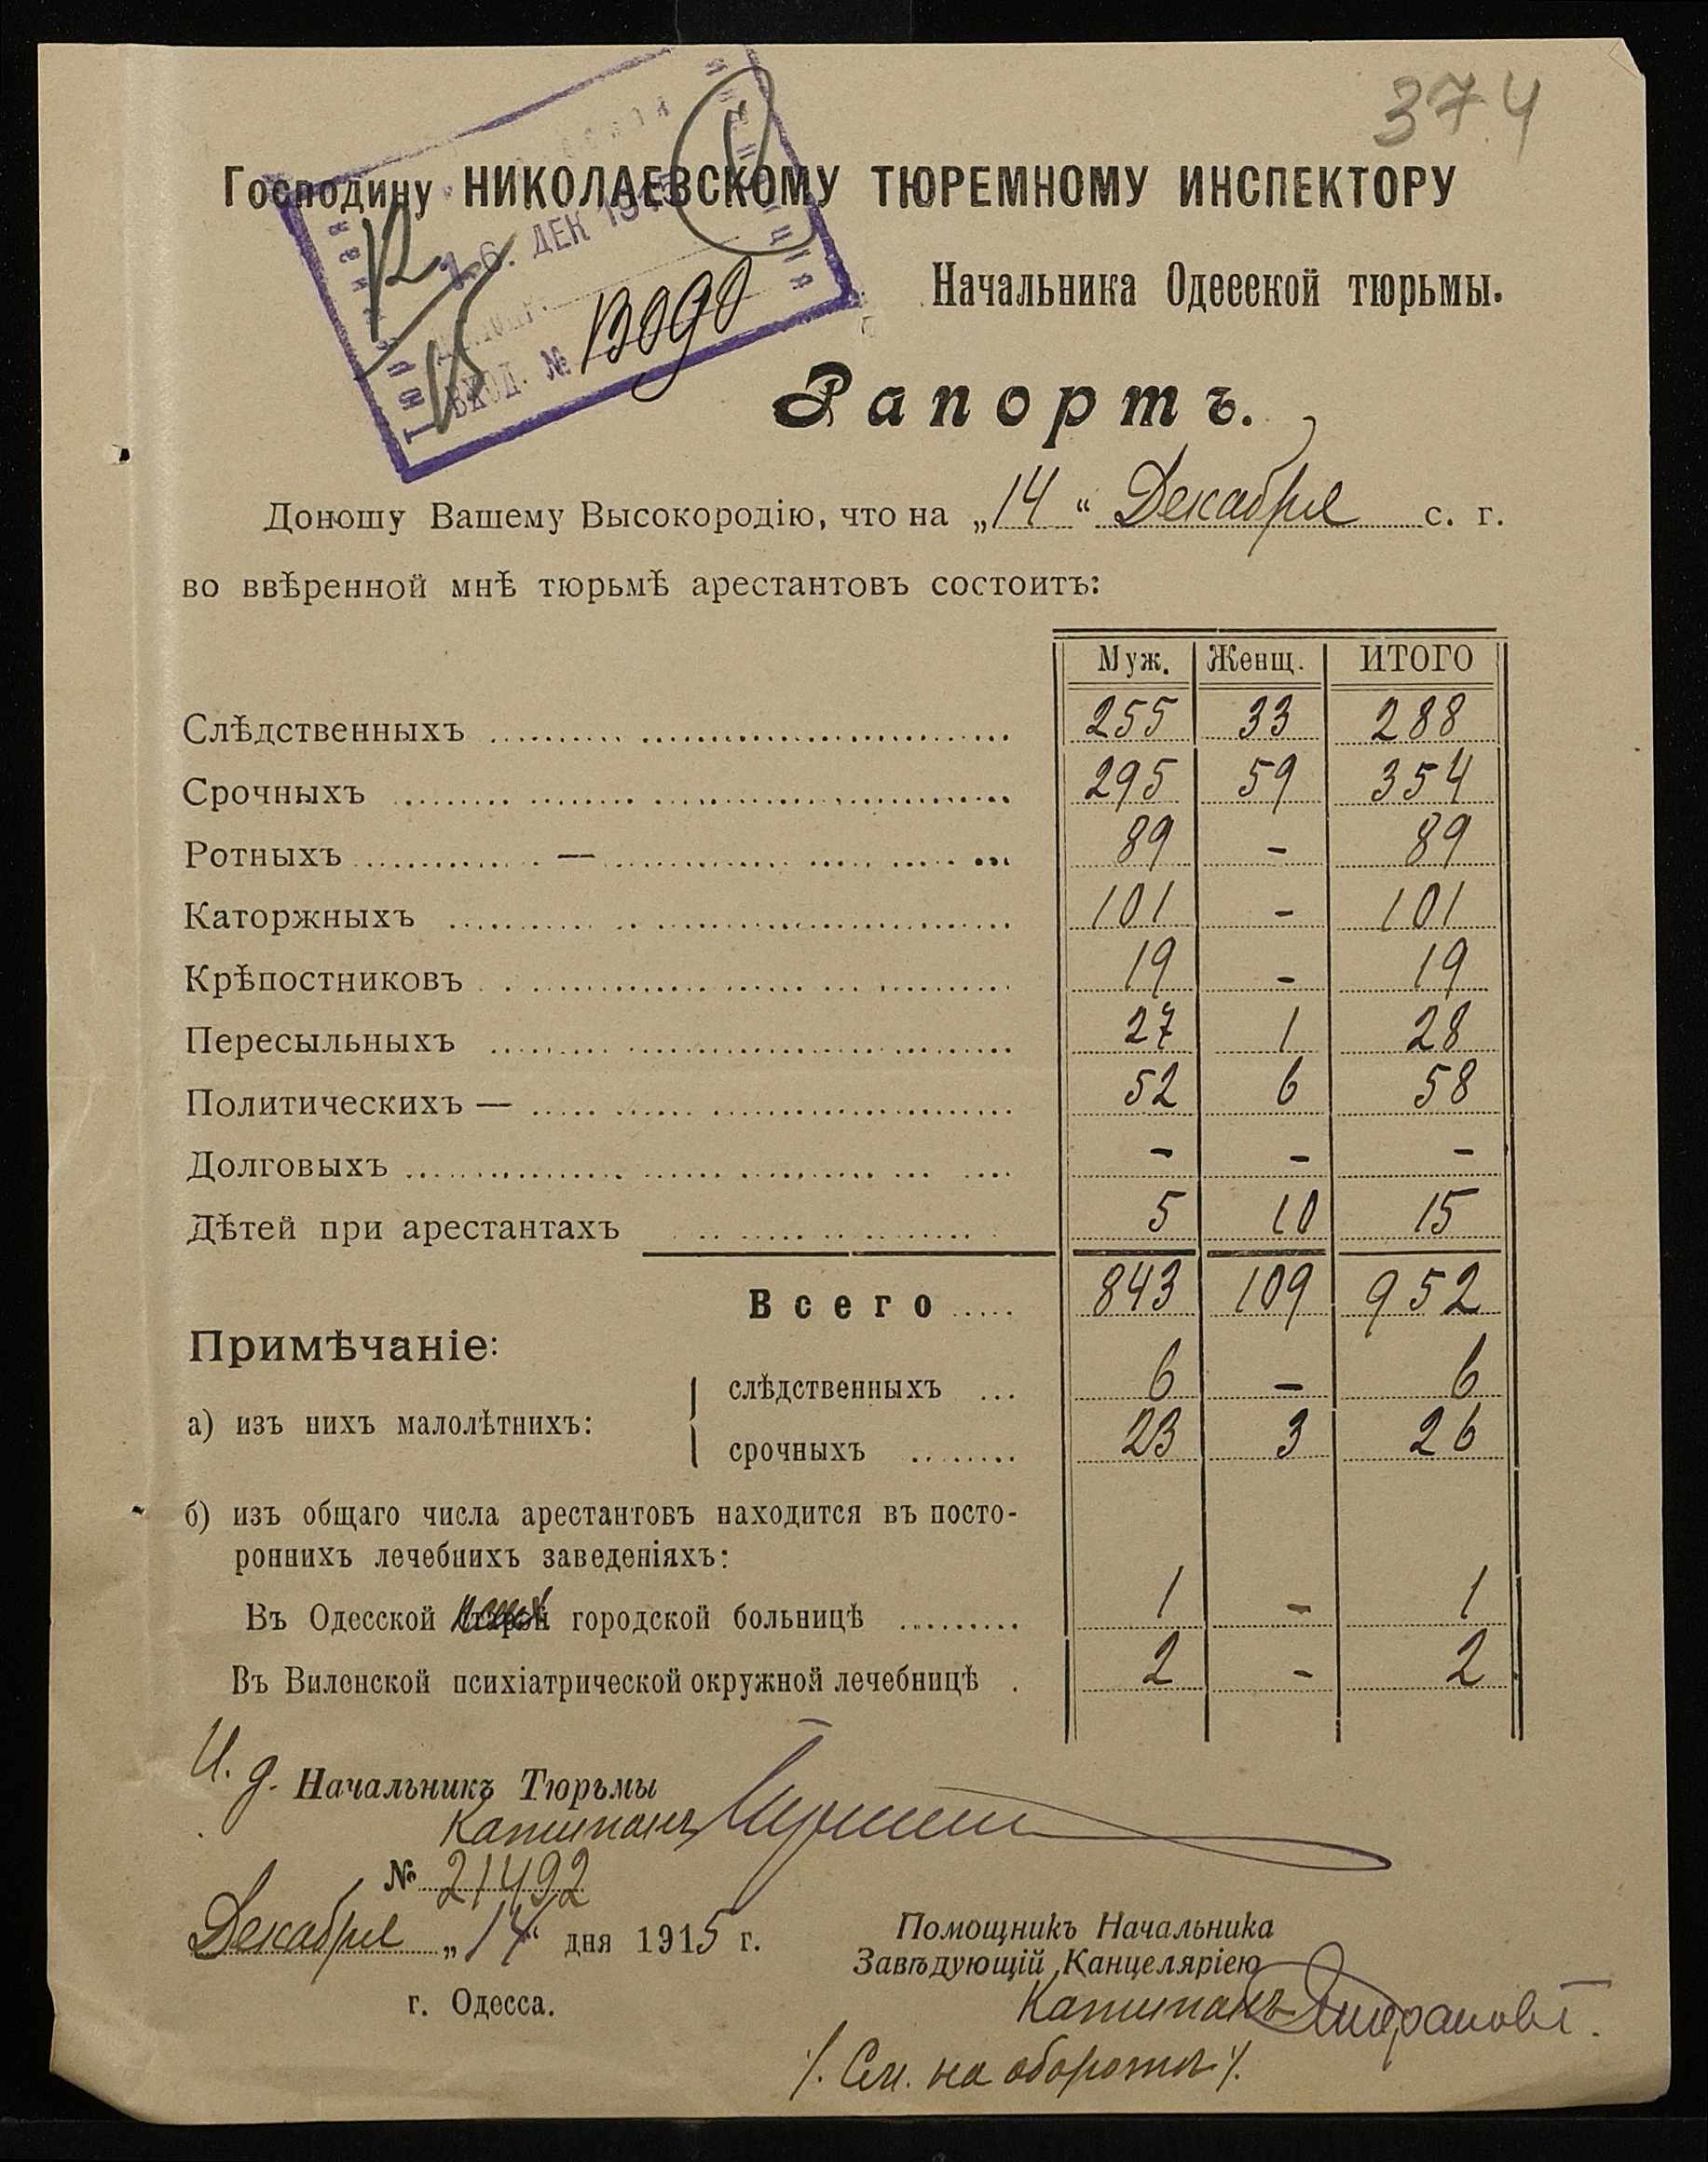 374
Господину НИКОЛАЕВСКОМУ ТЮРЕМНОМУ ИНСПЕКТОРУ
16. ДЕК 1915
ВХОД. № 13090
Начальника Одесской тюрьмы.
Рапортъ.
Доношу Вашему Высокородію, что на „14“ Декабря с. г.
во ввѣренной мнѣ тюрьмѣ арестантовъ состоитъ:
Муж. Женщ. ИТОГО
Слѣдственныхъ 255 33 288
Срочныхъ 295 59 354
Ротныхъ — 89 - 89
Каторжныхъ 101 - 101
Крѣпостниковъ 19 - 19
Пересыльныхъ 27 1 28
Политическихъ — 52 6 58
Долговыхъ - - -
Дѣтей при арестантахъ 5 10 15
Всего 843 109 952
Примѣчаніе:
а) изъ нихъ малолѣтнихъ:
слѣдственныхъ 6 - 6
срочныхъ 23 3 26
б) изъ общаго числа арестантовъ находится въ посто-
роннихъ лечебнихъ заведеніяхъ:
Въ Одесской городской больницѣ 1 - 1
Въ Виленской психіатрической окружной лечебницѣ 2 - 2
И. д. Начальникъ Тюрьмы
Капитанъ
№ 21492
Декабря „14“ дня 1915 г.
г. Одесса.
Помощникъ Начальника
Завѣдующій Канцеляріею
Капитанъ
/. См. на оборотѣ /.